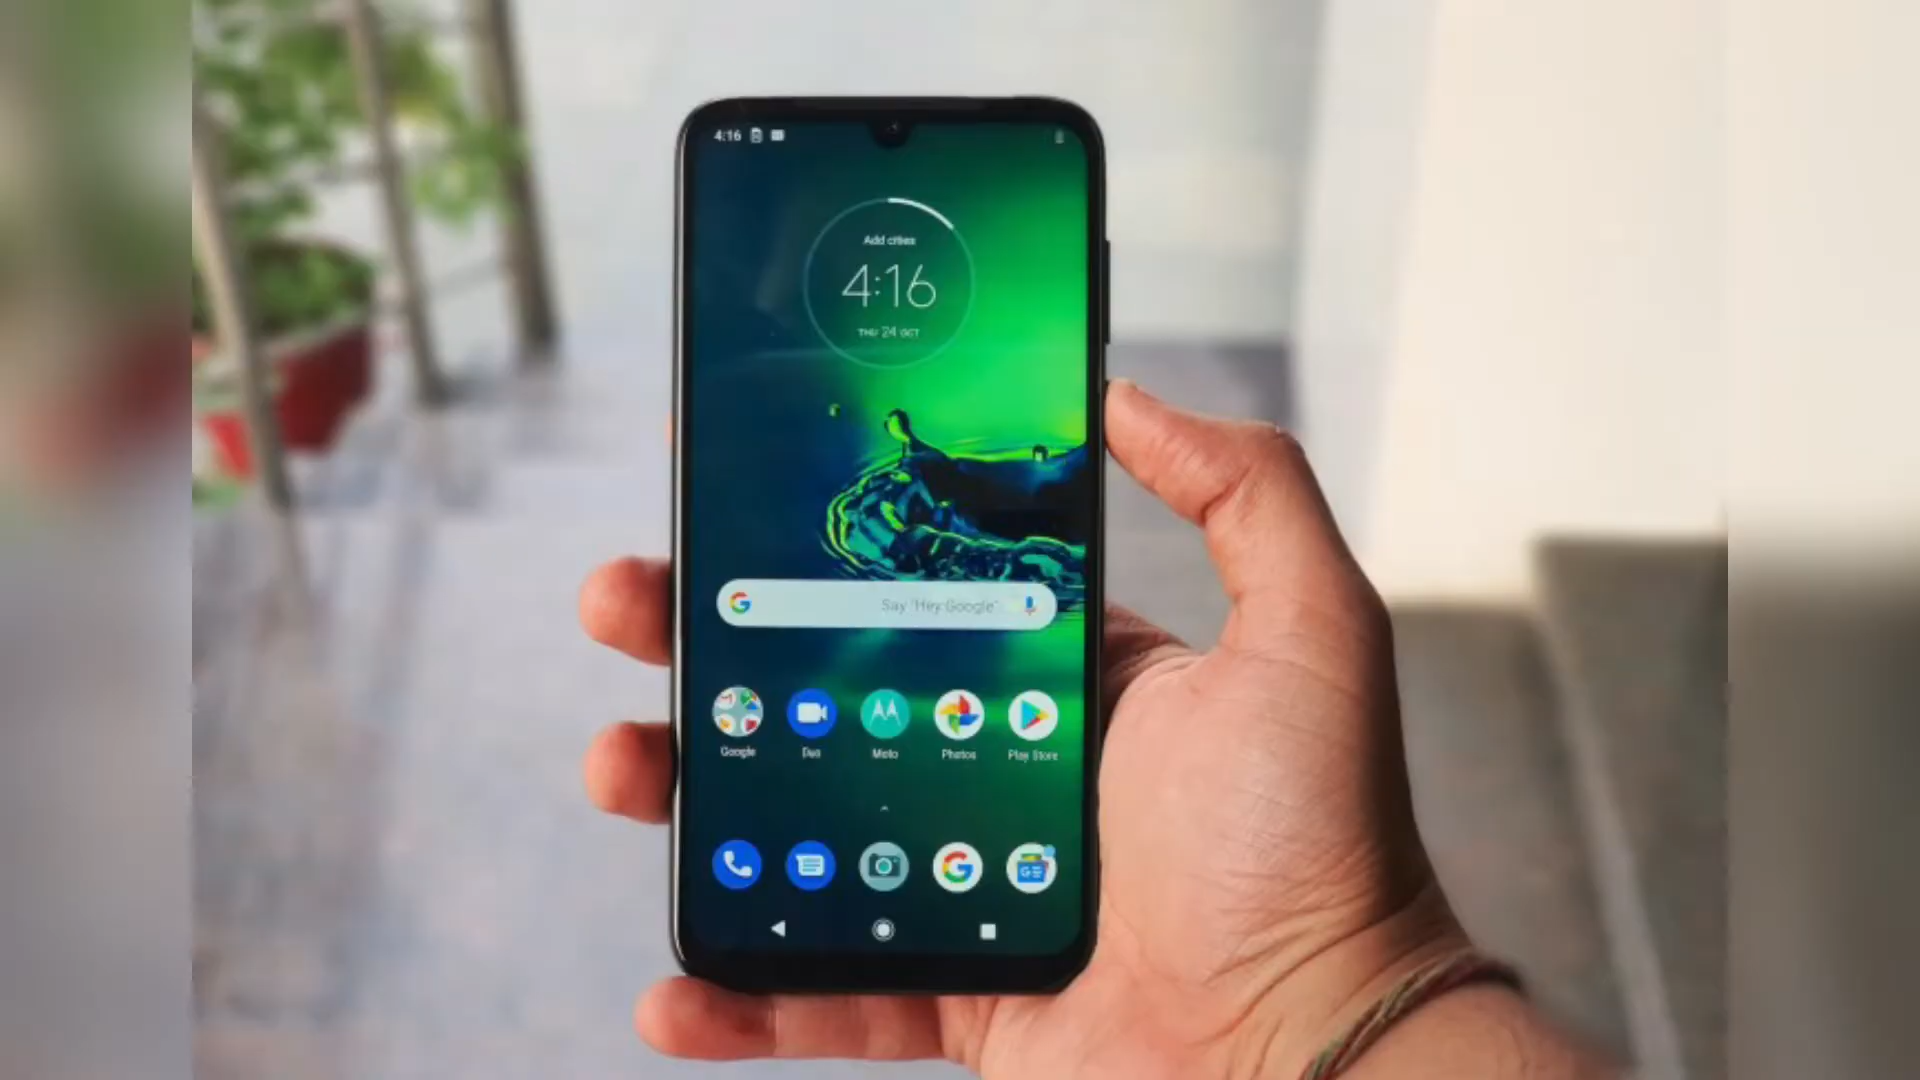 4:16
Add cities
4:16
THU 24 OCT
Say "Hey Google"
Google Duo Moto Photos Play Store